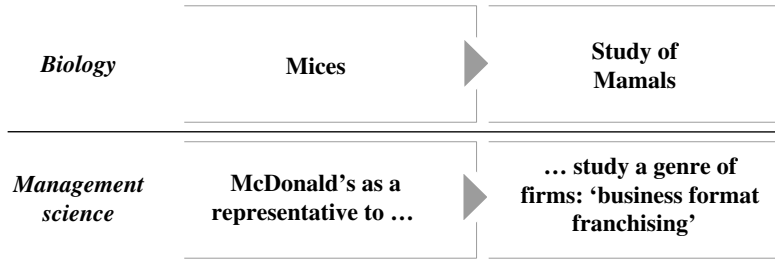 Biology
Mices
Study of
Mamals
Management
science
McDonald’s as a
representative to …
… study a genre of
firms: ‘business format
franchising’